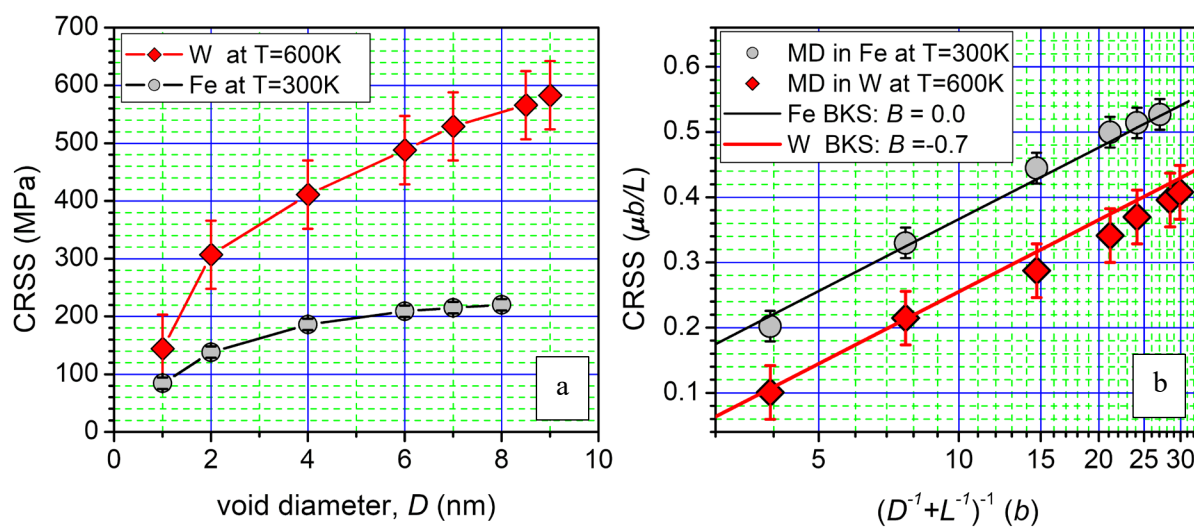 700
600
500
400
300
200
100
0
CRSS (MPa)
W at T=600K
Fe at T=300K
a
0 2 4 6 8 10
void diameter, D (nm)
0.6
0.5
0.4
0.3
0.2
0.1
CRSS (μb/L)
MD in Fe at T=300K
MD in W at T=600K
Fe BKS: B = 0.0
W BKS: B =-0.7
b
5 10 15 20 25 30
(D⁻¹+L⁻¹)⁻¹ (b)